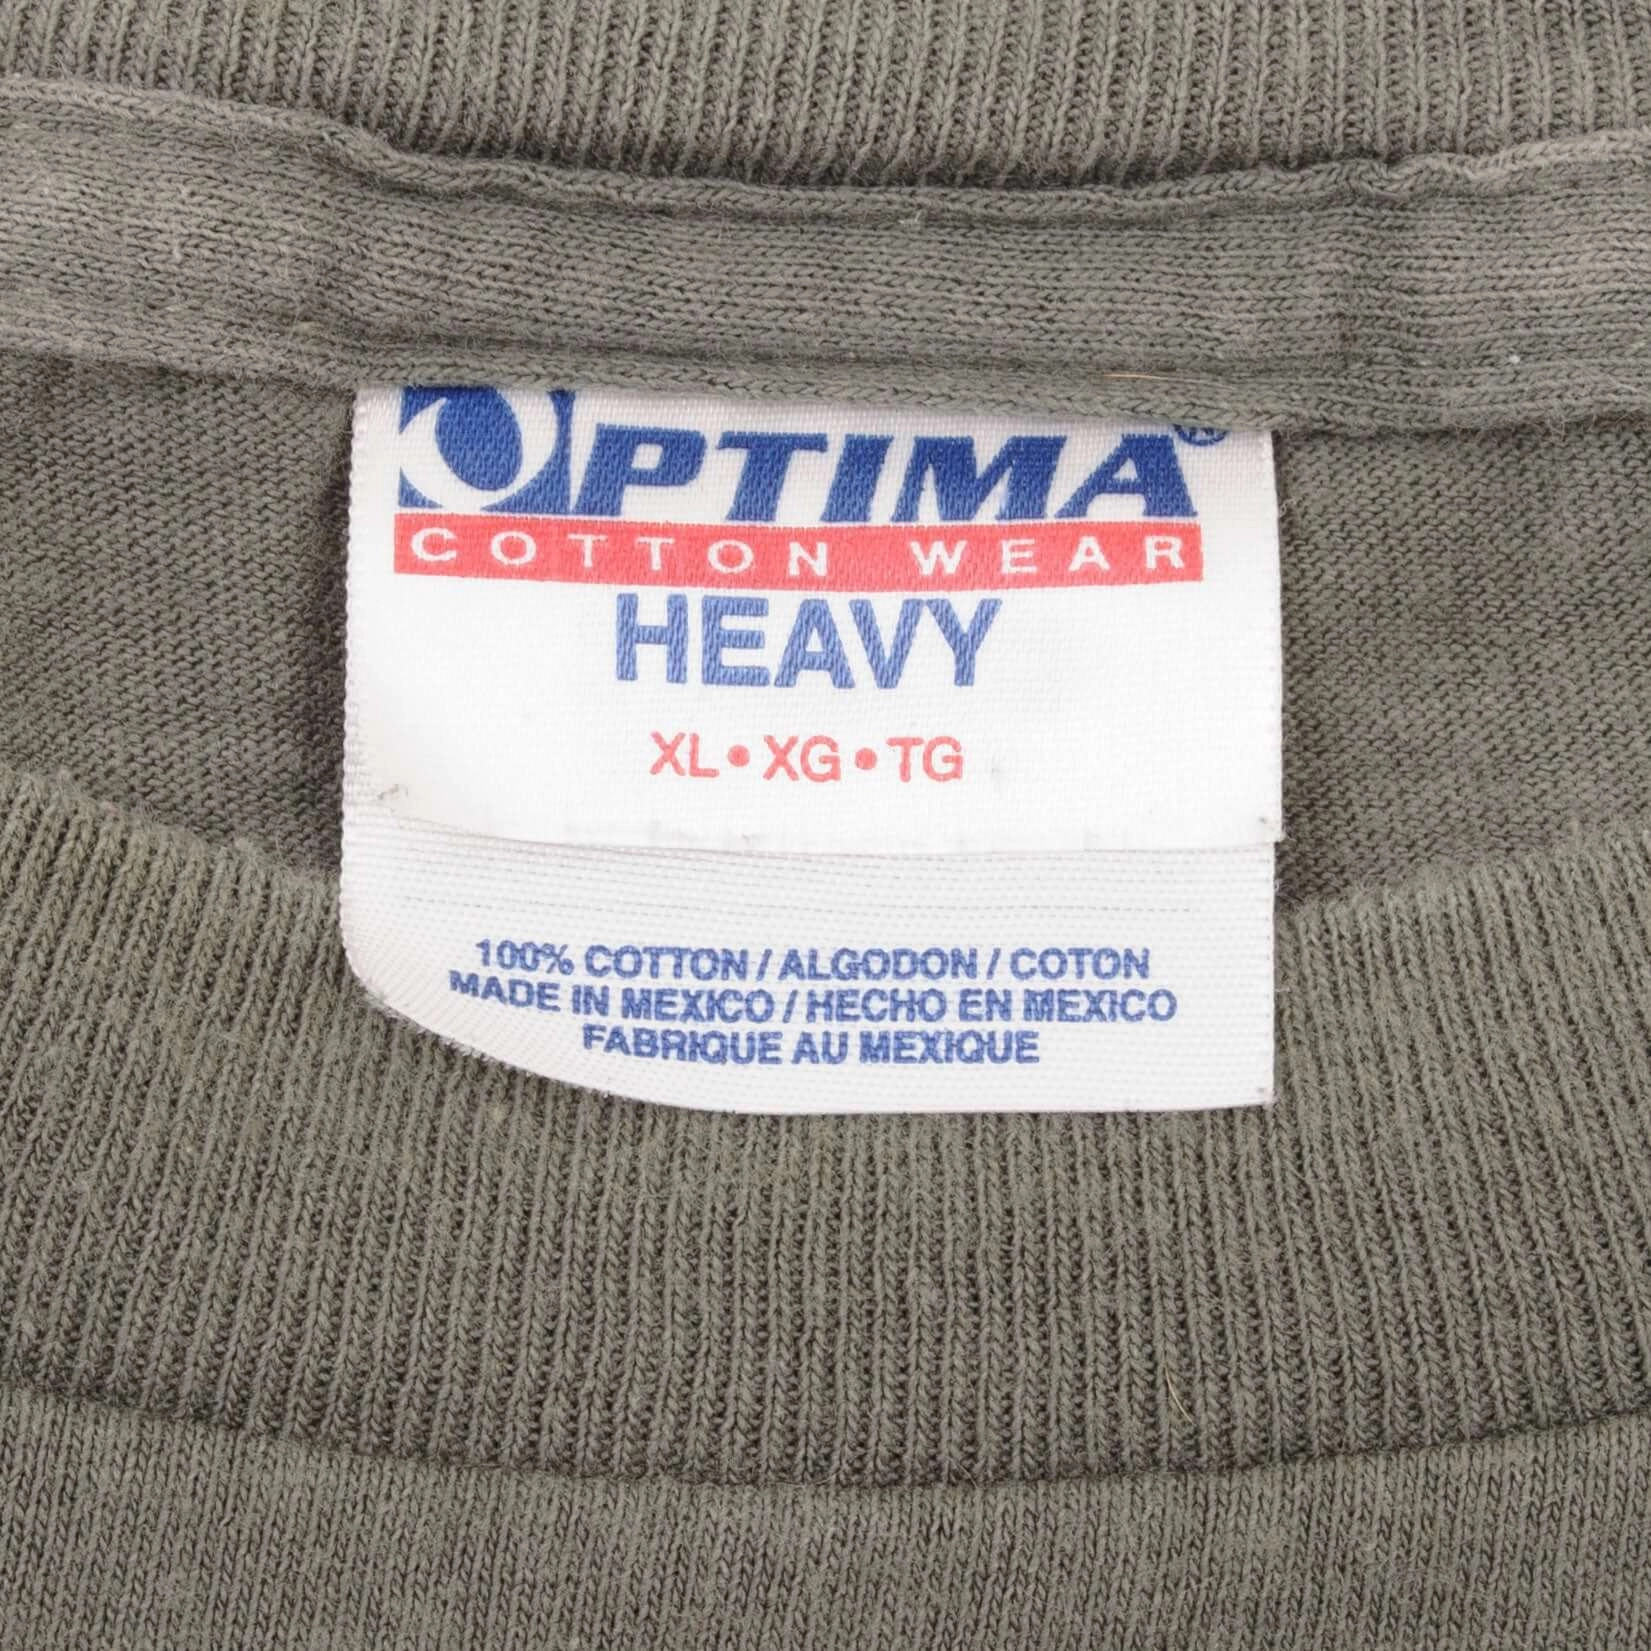 OPTIMA®
COTTON WEAR
HEAVY
XL • XG • TG
100% COTTON / ALGODON / COTON
MADE IN MEXICO / HECHO EN MEXICO
FABRIQUE AU MEXIQUE